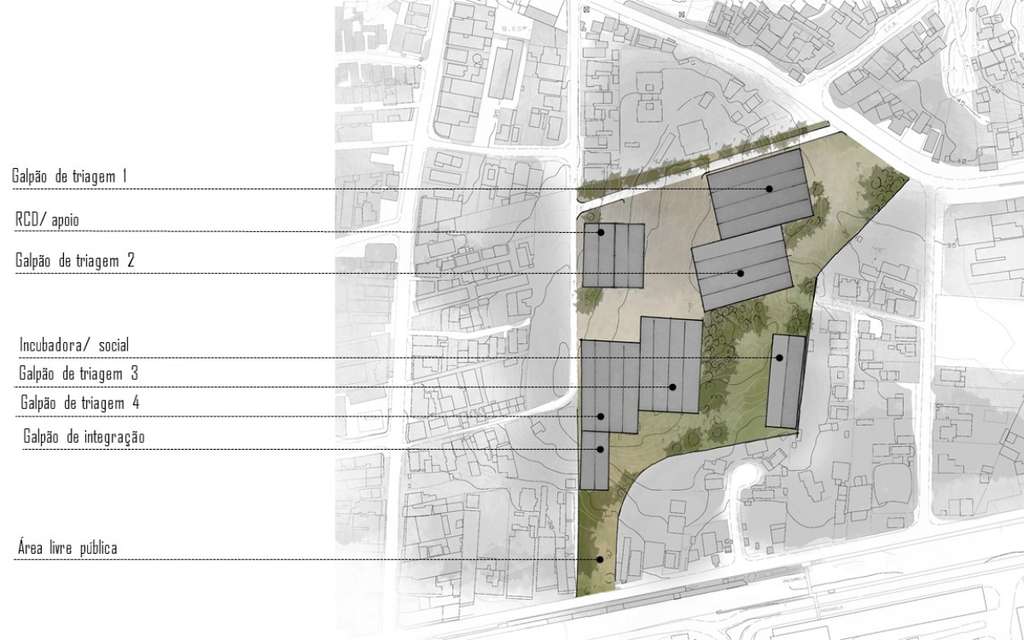 Galpão de triagem 1
RCD/ apoio
Galpão de triagem 2
Incubadora/ social
Galpão de triagem 3
Galpão de triagem 4
Galpão de integração
Área livre pública